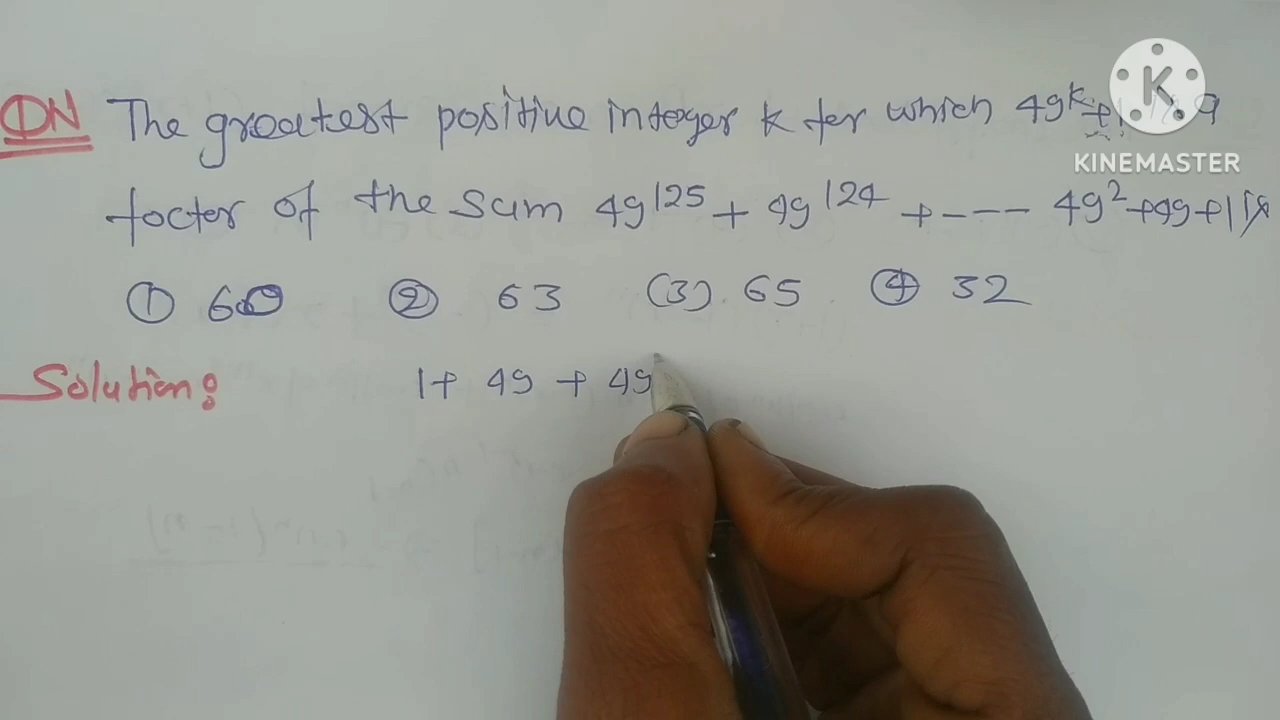 QN The greatest positive integer k for which 49^k+1 is a
K
KINEMASTER
factor of the sum 49^125 + 49^124 + --- 49^2+49+1 is
① 60 ② 63 (3). 65 ④ 32
Solution: 1+ 49 + 49